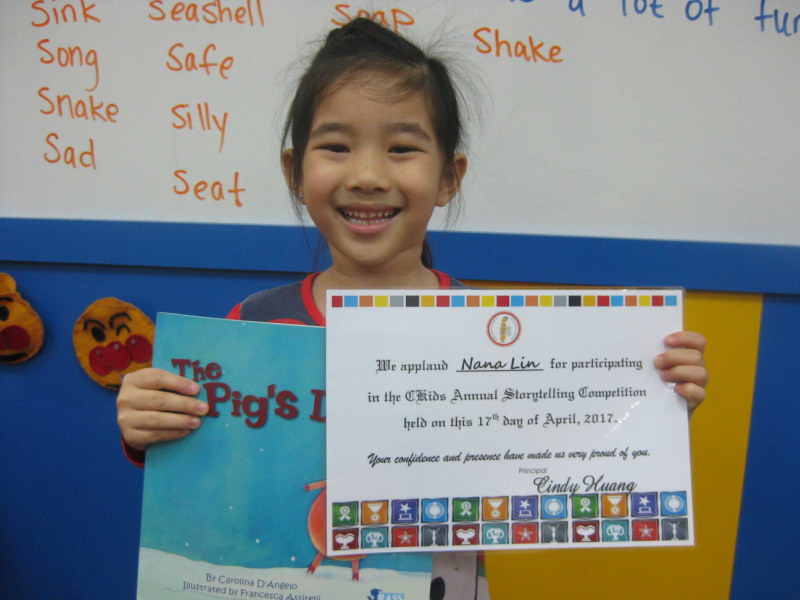 Sink Seashell Soap a lot of fun
Song Safe Shake
Snake Silly
Sad Seat
The
Pig's
We applaud Nana Lin for participating
in the CKids Annual Storytelling Competition
held on this 17th day of April, 2017.
Your confidence and presence have made us very proud of you.
Principal
Cindy Huang
By Carolina D'Angelo
Illustrated by Francesca Assirelli
BASS